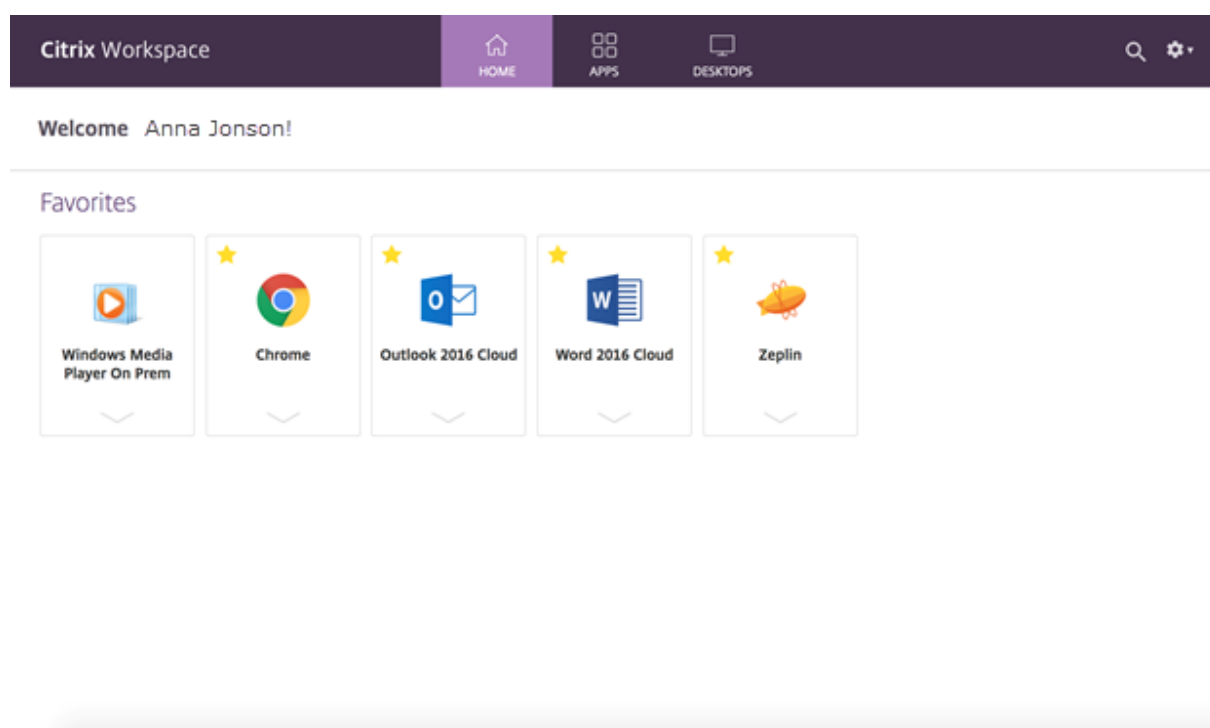 Citrix Workspace
HOME
APPS
DESKTOPS
Welcome Anna Jonson!
Favorites
Windows Media
Player On Prem
Chrome
Outlook 2016 Cloud
Word 2016 Cloud
Zeplin